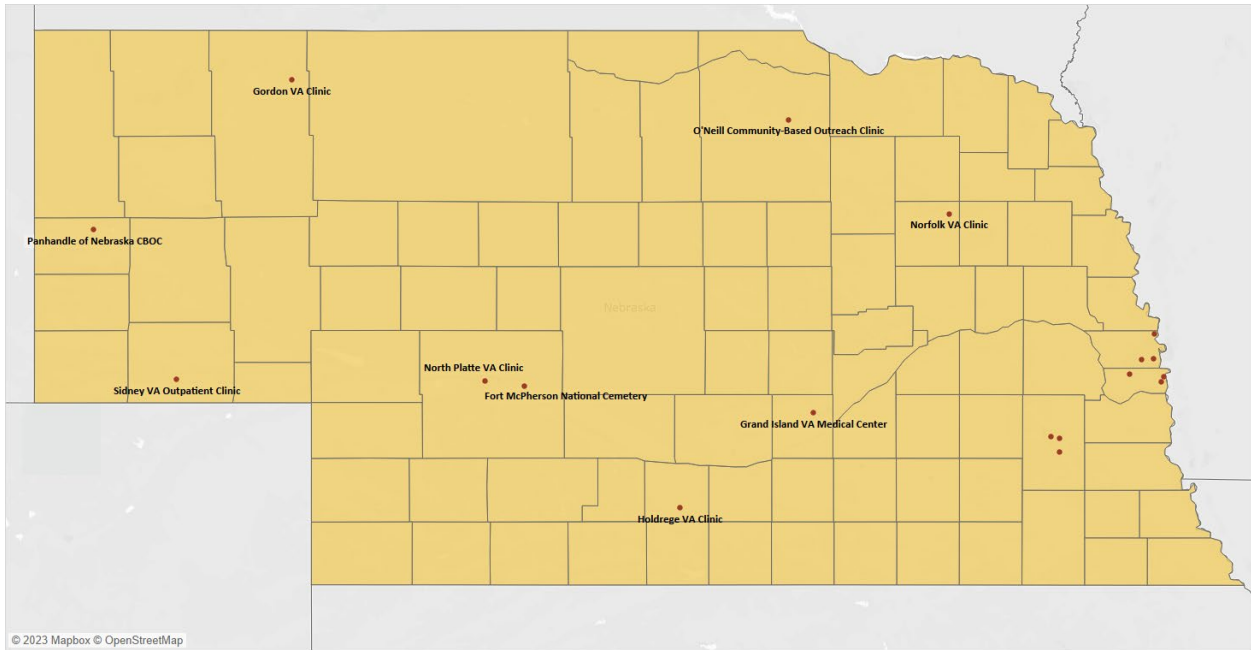 Gordon VA Clinic
O'Neill Community-Based Outreach Clinic
Norfolk VA Clinic
Panhandle of Nebraska CBOC
Nebraska
North Platte VA Clinic
Sidney VA Outpatient Clinic
Fort McPherson National Cemetery
Grand Island VA Medical Center
Holdrege VA Clinic
© 2023 Mapbox © OpenStreetMap